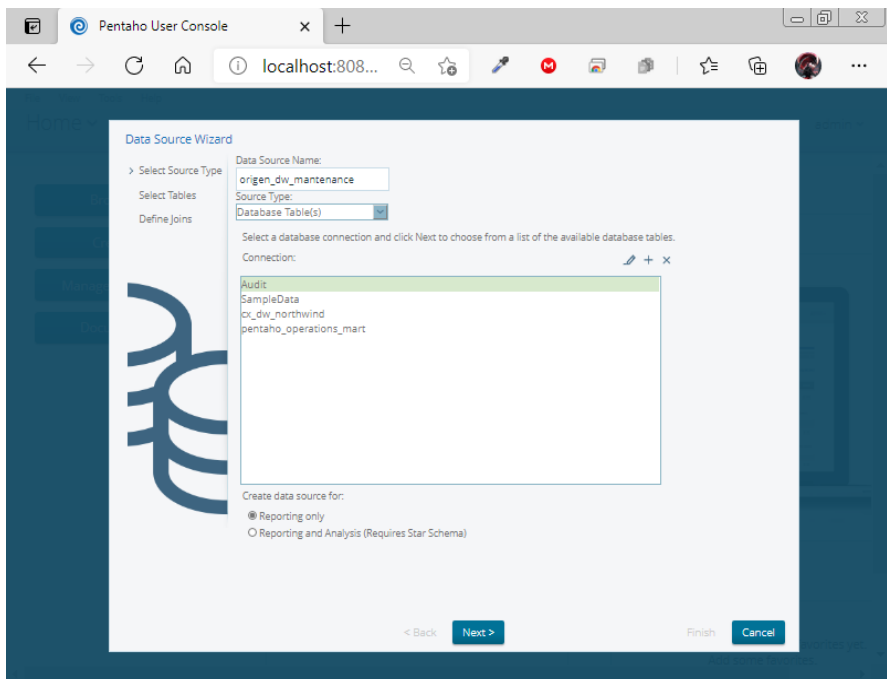 Pentaho User Console
localhost:808...
Home
Data Source Wizard
> Select Source Type
Select Tables
Define Joins
Data Source Name:
origen_dw_mantenance
Source Type:
Database Table(s)
Select a database connection and click Next to choose from a list of the available database tables.
Connection:
Audit
SampleData
cx_dw_northwind
pentaho_operations_mart
Create data source for:
Reporting only
Reporting and Analysis (Requires Star Schema)
< Back
Next >
Finish
Cancel